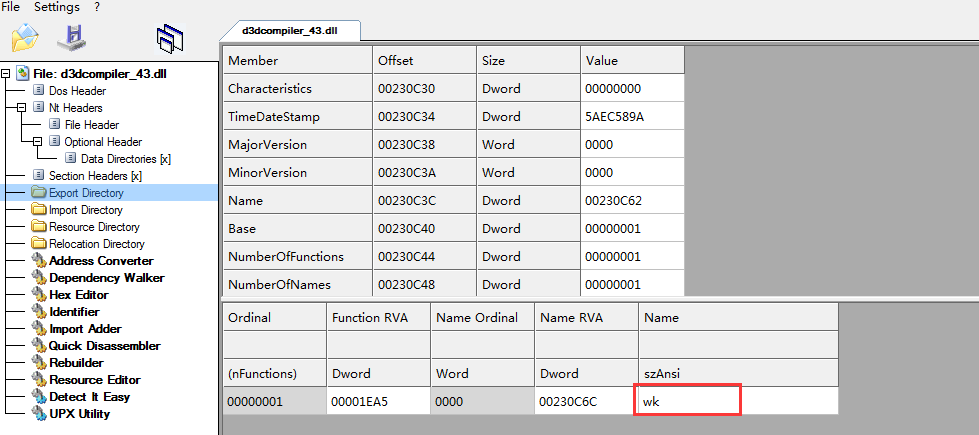 File Settings ?
d3dcompiler_43.dll
File: d3dcompiler_43.dll
Dos Header
Nt Headers
File Header
Optional Header
Data Directories [x]
Section Headers [x]
Export Directory
Import Directory
Resource Directory
Relocation Directory
Address Converter
Dependency Walker
Hex Editor
Identifier
Import Adder
Quick Disassembler
Rebuilder
Resource Editor
Detect It Easy
UPX Utility
Member Offset Size Value
Characteristics 00230C30 Dword 00000000
TimeDateStamp 00230C34 Dword 5AEC589A
MajorVersion 00230C38 Word 0000
MinorVersion 00230C3A Word 0000
Name 00230C3C Dword 00230C62
Base 00230C40 Dword 00000001
NumberOfFunctions 00230C44 Dword 00000001
NumberOfNames 00230C48 Dword 00000001
Ordinal Function RVA Name Ordinal Name RVA Name
(nFunctions) Dword Word Dword szAnsi
00000001 00001EA5 0000 00230C6C wk